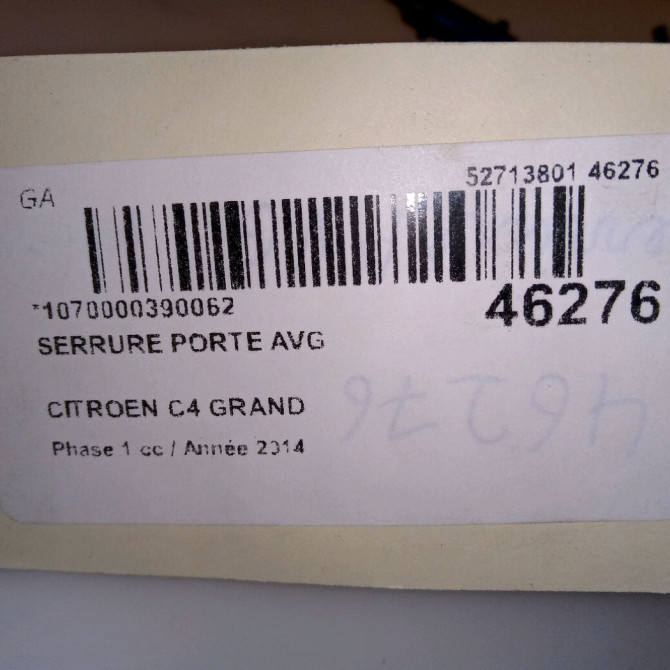 52713801 46276
GA
*1070000390062
46276
SERRURE PORTE AVG
CITROEN C4 GRAND
Phase 1 cc / Année 2014
46276